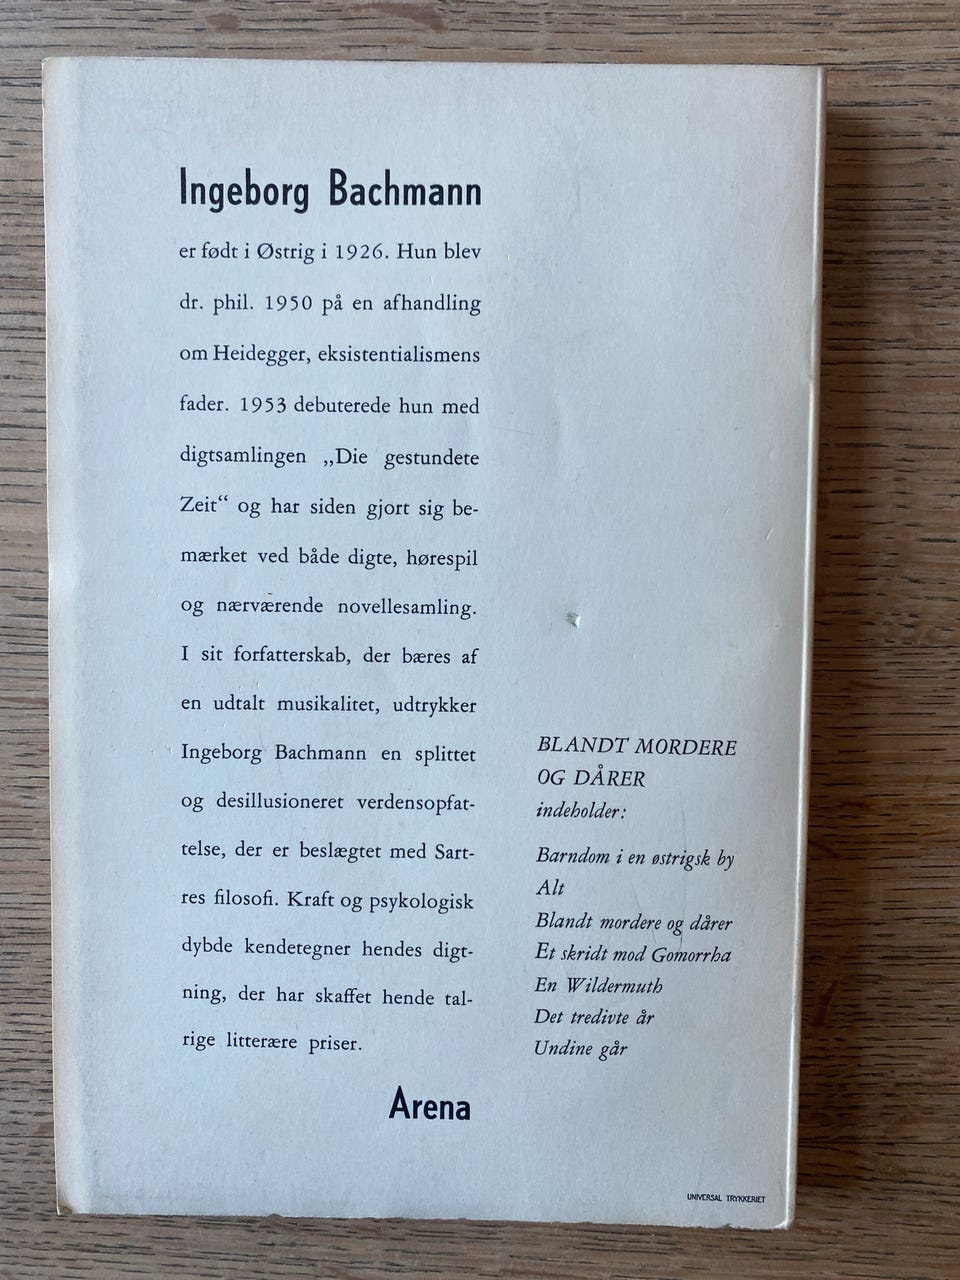 Ingeborg Bachmann
er født i Østrig i 1926. Hun blev
dr. phil. 1950 på en afhandling
om Heidegger, eksistentialismens
fader. 1953 debuterede hun med
digtsamlingen „Die gestundete
Zeit“ og har siden gjort sig be-
mærket ved både digte, hørespil
og nærværende novellesamling.
I sit forfatterskab, der bæres af
en udtalt musikalitet, udtrykker
Ingeborg Bachmann en splittet
og desillusioneret verdensopfat-
telse, der er beslægtet med Sart-
res filosofi. Kraft og psykologisk
dybde kendetegner hendes digt-
ning, der har skaffet hende tal-
rige litterære priser.
Arena
BLANDT MORDERE
OG DÅRER
indeholder:
Barndom i en østrigsk by
Alt
Blandt mordere og dårer
Et skridt mod Gomorrha
En Wildermuth
Det tredivte år
Undine går
UNIVERSAL TRYKKERIET